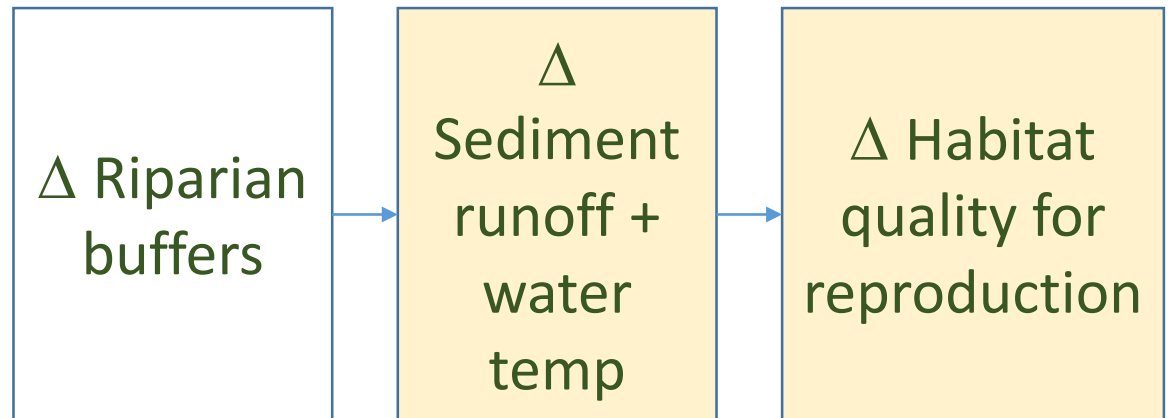 Δ Riparian
buffers
Δ
Sediment
runoff +
water
temp
Δ Habitat
quality for
reproduction